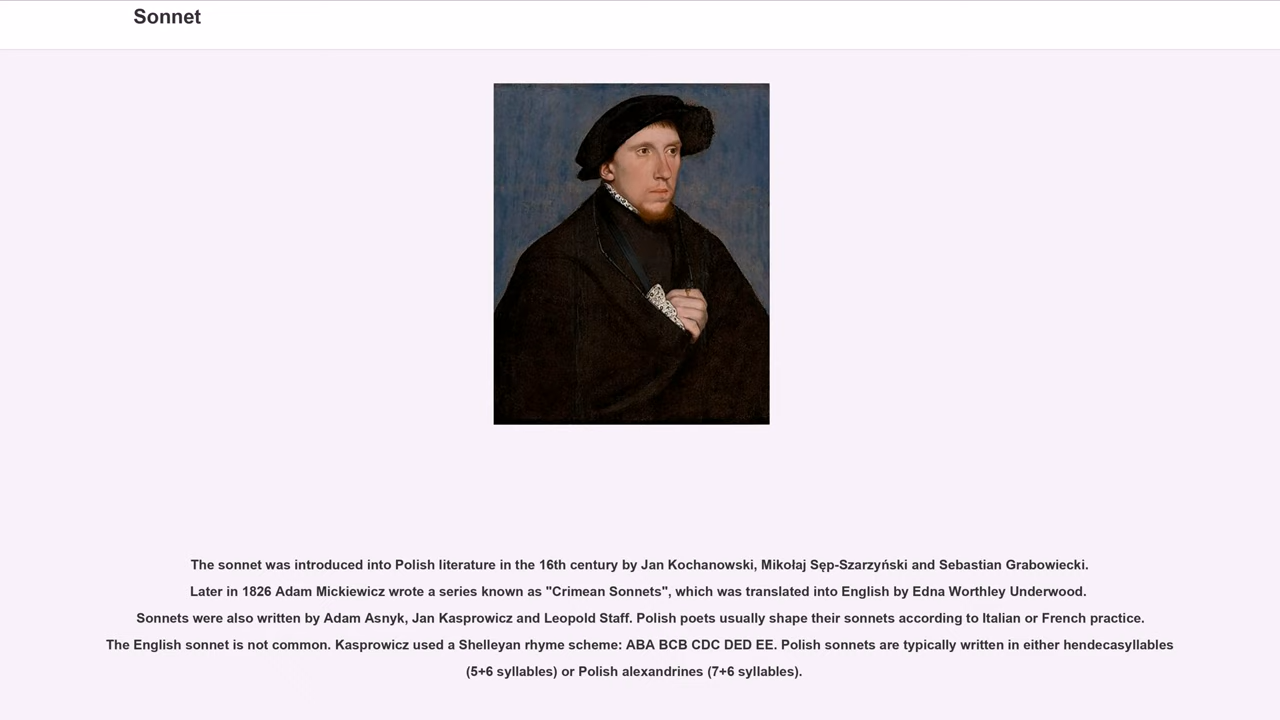 Sonnet
The sonnet was introduced into Polish literature in the 16th century by Jan Kochanowski, Mikołaj Sęp-Szarzyński and Sebastian Grabowiecki.
Later in 1826 Adam Mickiewicz wrote a series known as "Crimean Sonnets", which was translated into English by Edna Worthley Underwood.
Sonnets were also written by Adam Asnyk, Jan Kasprowicz and Leopold Staff. Polish poets usually shape their sonnets according to Italian or French practice.
The English sonnet is not common. Kasprowicz used a Shelleyan rhyme scheme: ABA BCB CDC DED EE. Polish sonnets are typically written in either hendecasyllables
(5+6 syllables) or Polish alexandrines (7+6 syllables).